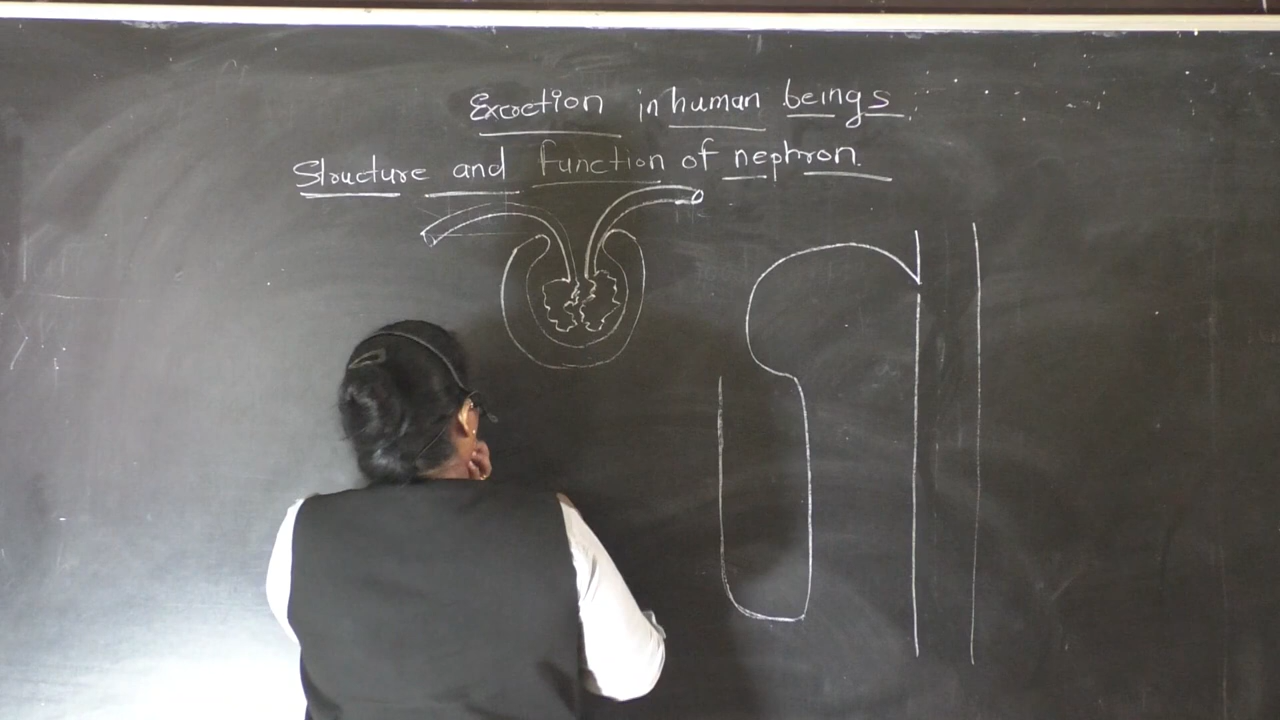 Excretion in human beings.
Structure and function of nephron.